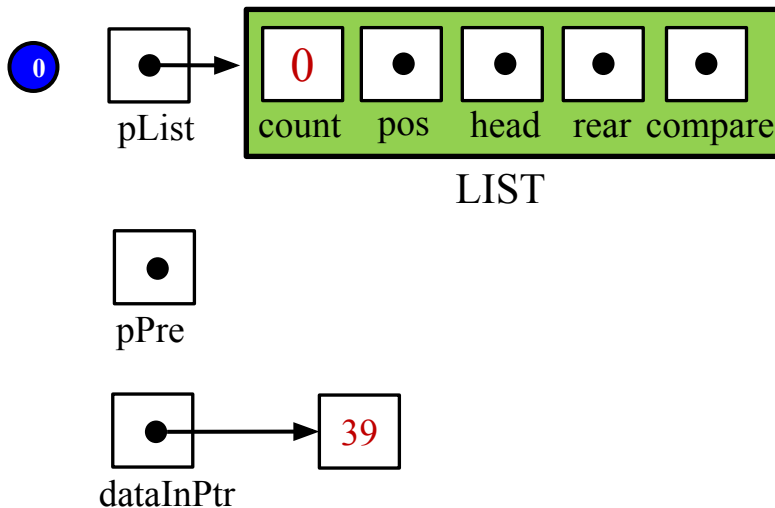 0
0
pList
count pos head rear compare
LIST
pPre
39
dataInPtr